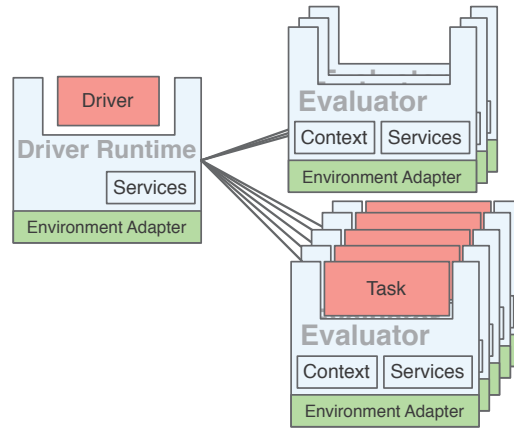 Driver
Driver Runtime
Services
Environment Adapter
Evaluator
Context
Services
Environment Adapter
Task
Evaluator
Context
Services
Environment Adapter